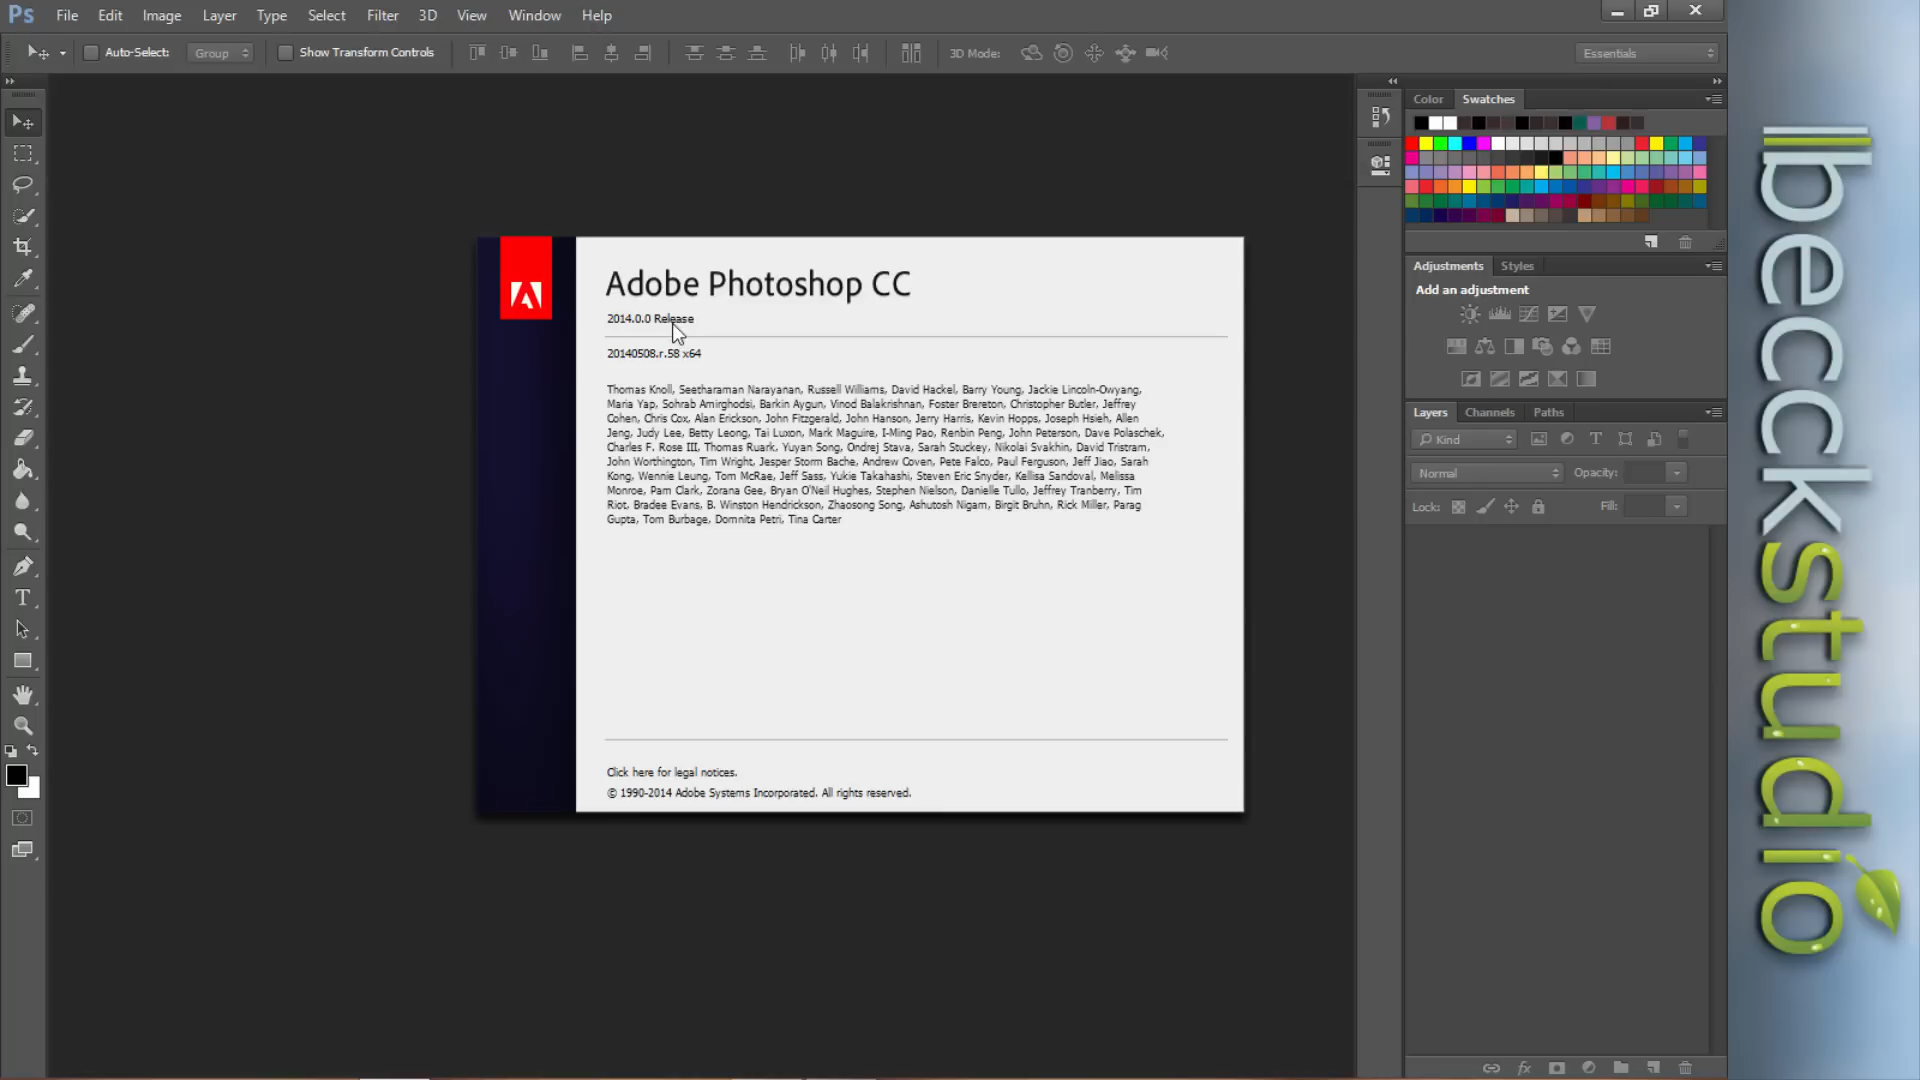 Ps File Edit Image Layer Type Select Filter 3D View Window Help
Auto-Select: Group Show Transform Controls 3D Mode: Essentials
Color Swatches
Adjustments Styles
Add an adjustment
Layers Channels Paths
Kind
Normal Opacity:
Lock: Fill:
Adobe Photoshop CC
2014.0.0 Release
20140508.r.58 x64
Thomas Knoll, Seetharaman Narayanan, Russell Williams, David Hackel, Barry Young, Jackie Lincoln-Owyang,
Maria Yap, Sohrab Amirghodsi, Barkin Aygun, Vinod Balakrishnan, Foster Brereton, Christopher Butler, Jeffrey
Cohen, Chris Cox, Alan Erickson, John Fitzgerald, John Hanson, Jerry Harris, Kevin Hopps, Joseph Hsieh, Allen
Jeng, Judy Lee, Betty Leong, Tai Luxon, Mark Maguire, I-Ming Pao, Renbin Peng, John Peterson, Dave Polaschek,
Charles F. Rose III, Thomas Ruark, Yuyan Song, Ondrej Stava, Sarah Stuckey, Nikolai Svakhin, David Tristram,
John Worthington, Tim Wright, Jesper Storm Bache, Andrew Coven, Pete Falco, Paul Ferguson, Jeff Jiao, Sarah
Kong, Wennie Leung, Tom McRae, Jeff Sass, Yukie Takahashi, Steven Eric Snyder, Kellisa Sandoval, Melissa
Monroe, Pam Clark, Zorana Gee, Bryan O'Neil Hughes, Stephen Nielson, Danielle Tullo, Jeffrey Tranberry, Tim
Riot, Bradee Evans, B. Winston Hendrickson, Zhaosong Song, Ashutosh Nigam, Birgit Bruhn, Rick Miller, Parag
Gupta, Tom Burbage, Domnita Petri, Tina Carter
Click here for legal notices.
© 1990-2014 Adobe Systems Incorporated. All rights reserved.
fx
beckstudio